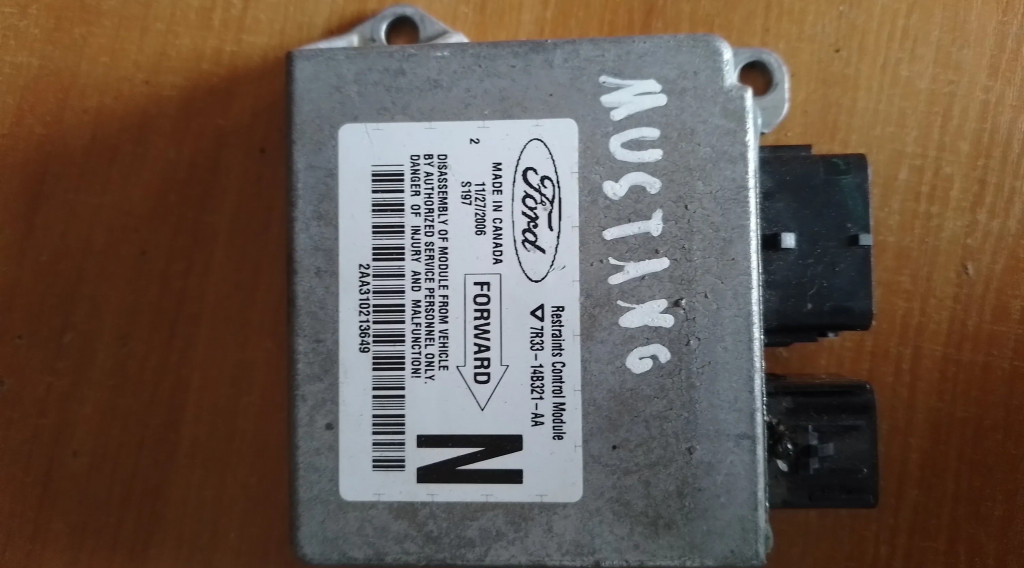 MUSTANG
Ford
Restraints Control Module
7R33-14B321-AA
2
MADE IN CANADA
11/27/2006
S197
FORWARD
N
DISASSEMBLY OF MODULE FROM VEHICLE
BY AUTHORIZED SERVICE PERSONNEL ONLY.
DANGER OF INJURY AND MALFUNCTION!
2AA310213649